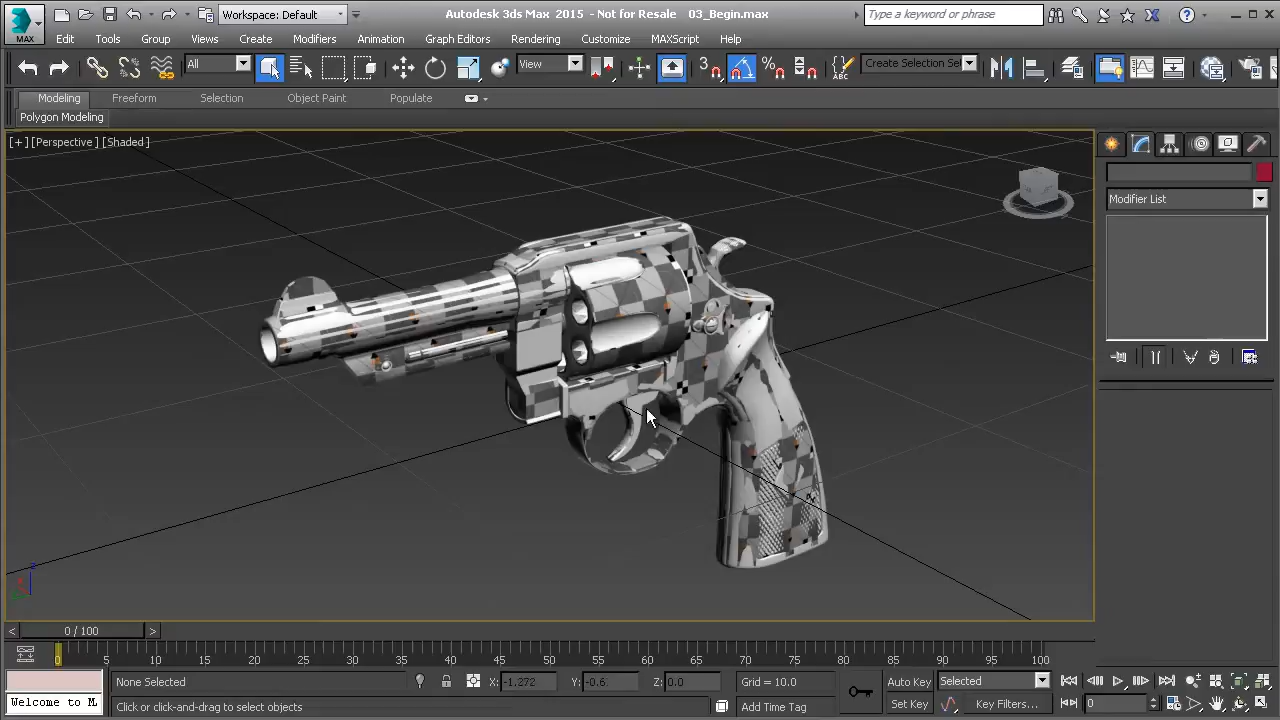 Workspace: Default
Autodesk 3ds Max 2015 - Not for Resale 03_Begin.max
Type a keyword or phrase
MAX
Edit Tools Group Views Create Modifiers Animation Graph Editors Rendering Customize MAXScript Help
All
View
3
Create Selection Se
Modeling Freeform Selection Object Paint Populate
Polygon Modeling
[+] [Perspective] [Shaded]
Modifier List
z
0 / 100
0 5 10 15 20 25 30 35 40 45 50 55 60 65 70 75 80 85 90 95 100
None Selected
X: -1.272 Y: -0.6 Z: 0.0
Grid = 10.0
Auto Key Selected
Welcome to M
Click or click-and-drag to select objects
Add Time Tag
Set Key Key Filters...
0